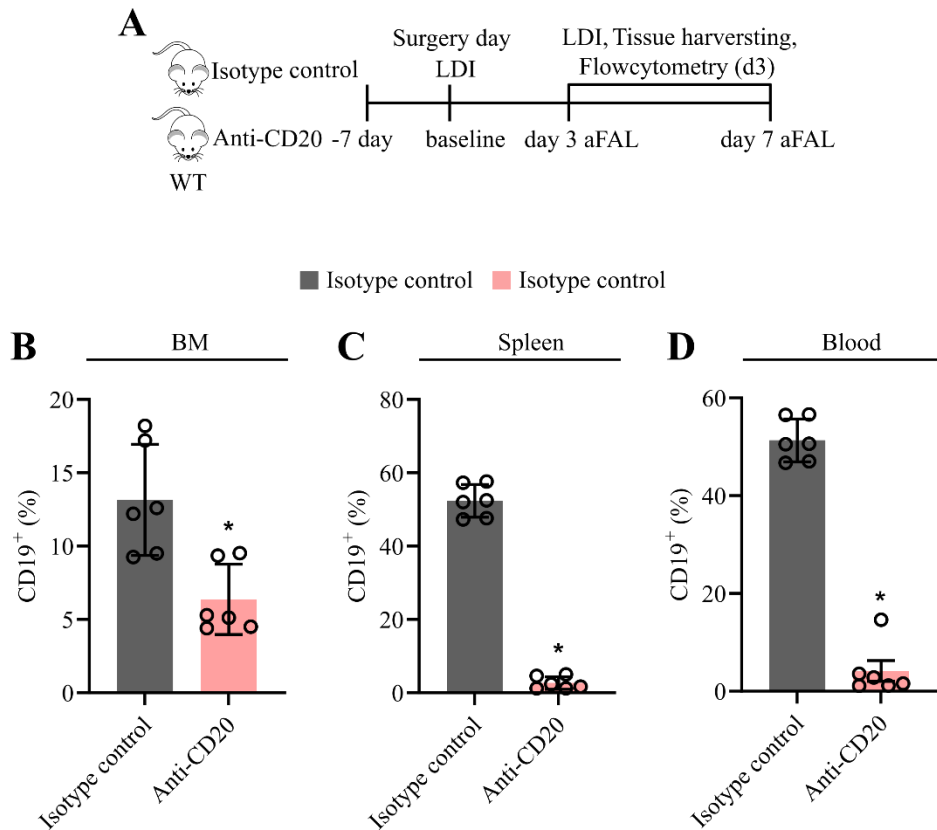 A
Isotype control
Anti-CD20
WT
Surgery day
LDI
LDI, Tissue harversting,
Flowcytometry (d3)
-7 day
baseline
day 3 aFAL
day 7 aFAL
Isotype control
Isotype control
B
BM
CD19⁺ (%)
20
15
10
5
0
*
Isotype control
Anti-CD20
C
Spleen
CD19⁺ (%)
80
60
40
20
0
*
Isotype control
Anti-CD20
D
Blood
CD19⁺ (%)
60
40
20
0
*
Isotype control
Anti-CD20